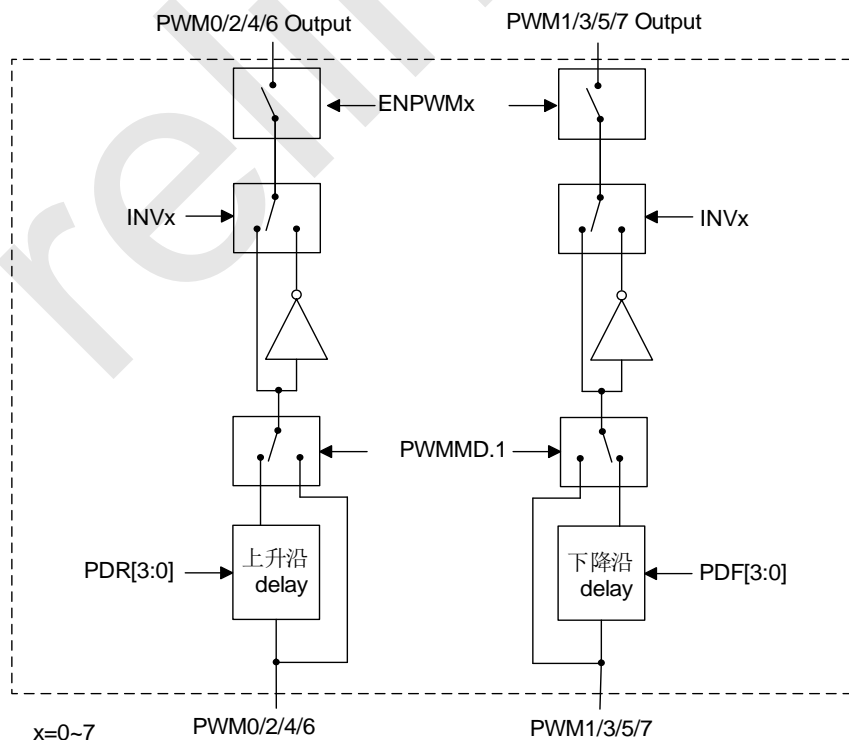 PWM0/2/4/6 Output
PWM1/3/5/7 Output
ENPWMx
INVx
INVx
PWMMD.1
PDR[3:0]
上升沿
delay
下降沿
delay
PDF[3:0]
x=0~7
PWM0/2/4/6
PWM1/3/5/7